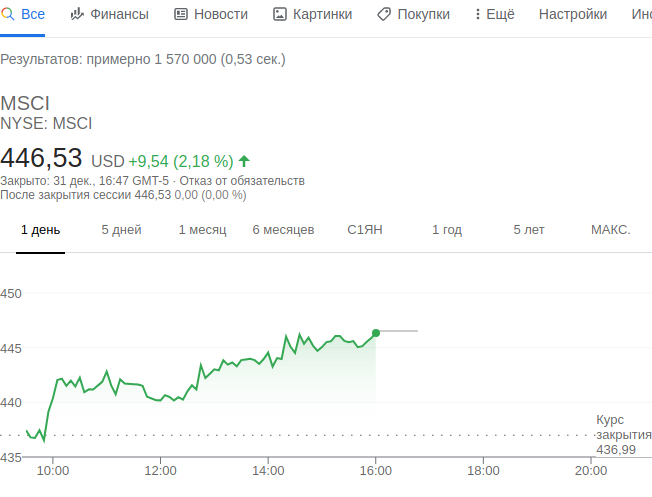 Все Финансы Новости Картинки Покупки Ещё Настройки Инс
Результатов: примерно 1 570 000 (0,53 сек.)
MSCI
NYSE: MSCI
446,53 USD +9,54 (2,18 %)
Закрыто: 31 дек., 16:47 GMT-5 · Отказ от обязательств
После закрытия сессии 446,53 0,00 (0,00 %)
1 день 5 дней 1 месяц 6 месяцев С1ЯН 1 год 5 лет МАКС.
450
445
440
Курс
закрытия
436,99
435
10:00 12:00 14:00 16:00 18:00 20:00